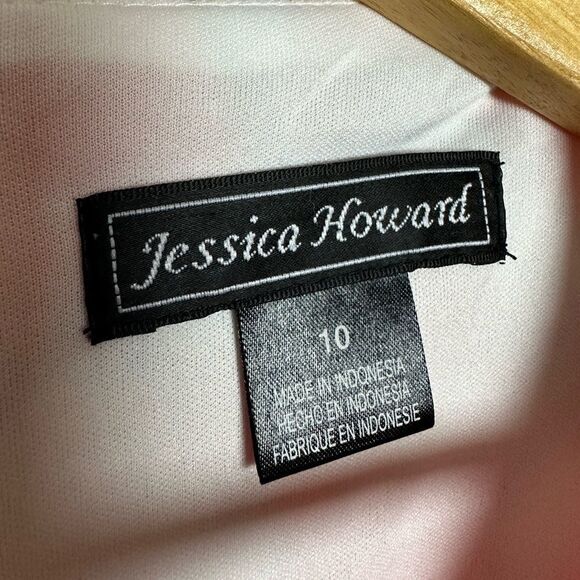 Jessica Howard
10
MADE IN INDONESIA
HECHO EN INDONESIA
FABRIQUE EN INDONESIE